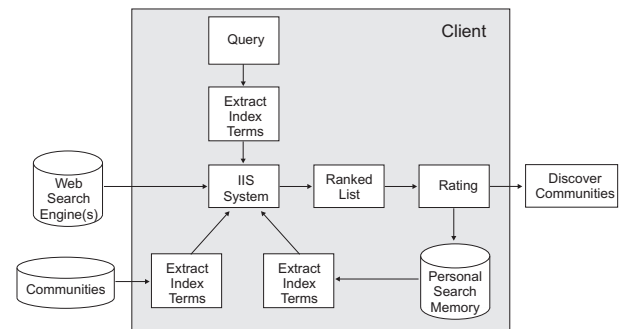 Client
Query
Extract
Index
Terms
Web
Search
Engine(s)
IIS
System
Ranked
List
Rating
Discover
Communities
Communities
Extract
Index
Terms
Extract
Index
Terms
Personal
Search
Memory